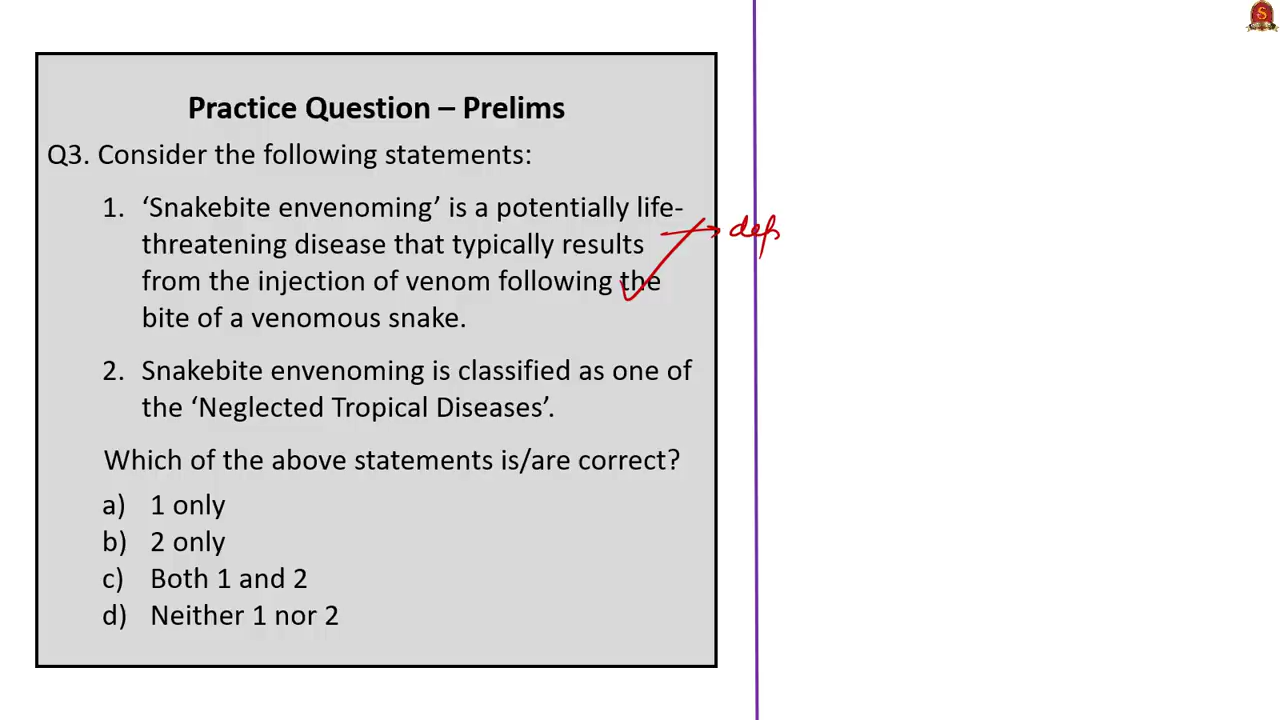 Practice Question – Prelims
Q3. Consider the following statements:
1. ‘Snakebite envenoming’ is a potentially life-
threatening disease that typically results
from the injection of venom following the
bite of a venomous snake.
2. Snakebite envenoming is classified as one of
the ‘Neglected Tropical Diseases’.
Which of the above statements is/are correct?
a) 1 only
b) 2 only
c) Both 1 and 2
d) Neither 1 nor 2
S